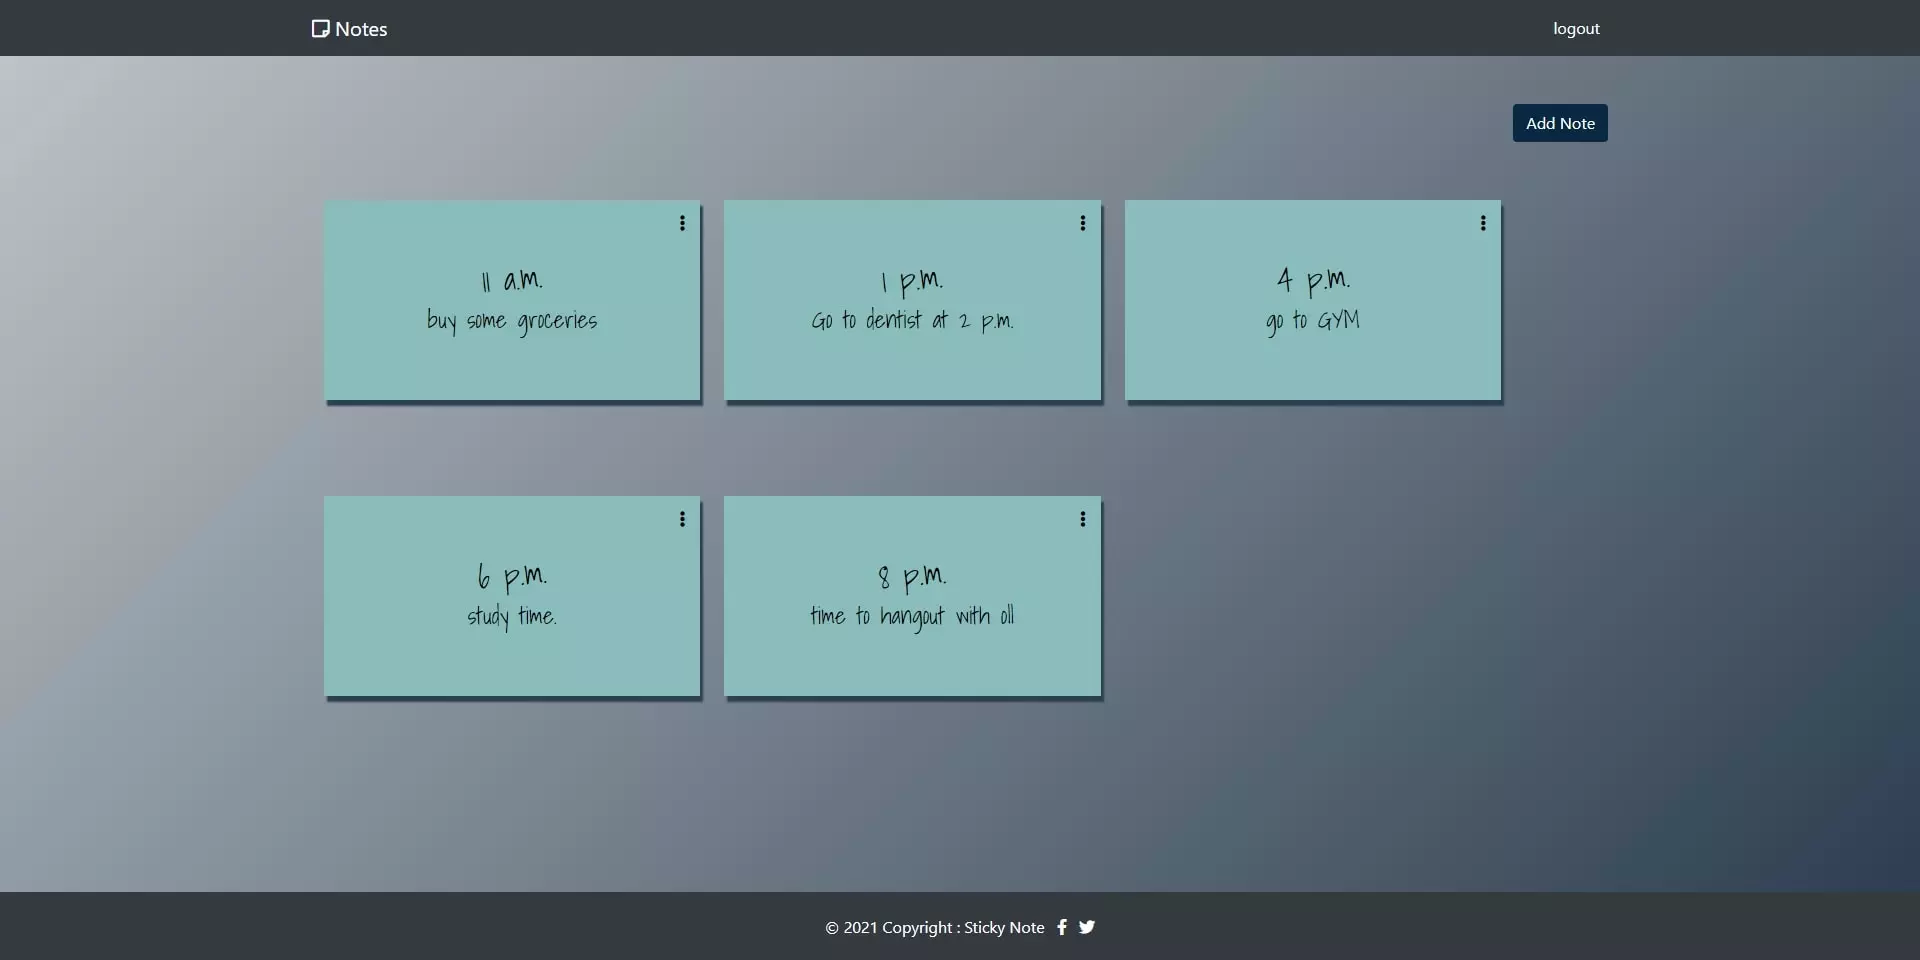 Notes
logout
Add Note
11 a.m.
buy some groceries
1 p.m.
Go to dentist at 2 p.m.
4 p.m.
go to GYM
6 p.m.
study time.
8 p.m.
time to hangout with oll
© 2021 Copyright : Sticky Note